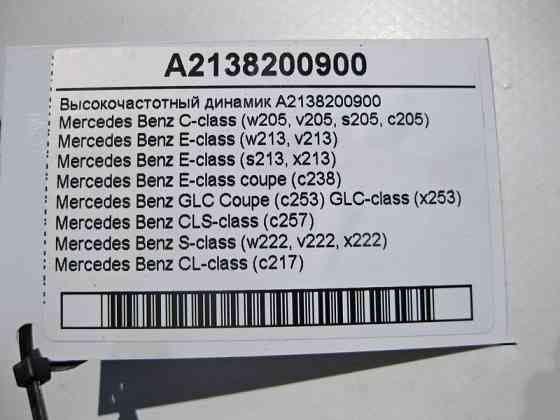 A2138200900
Высокочастотный динамик A2138200900
Mercedes Benz C-class (w205, v205, s205, c205)
Mercedes Benz E-class (w213, v213)
Mercedes Benz E-class (s213, x213)
Mercedes Benz E-class coupe (c238)
Mercedes Benz GLC Coupe (c253) GLC-class (x253)
Mercedes Benz CLS-class (c257)
Mercedes Benz S-class (w222, v222, x222)
Mercedes Benz CL-class (c217)